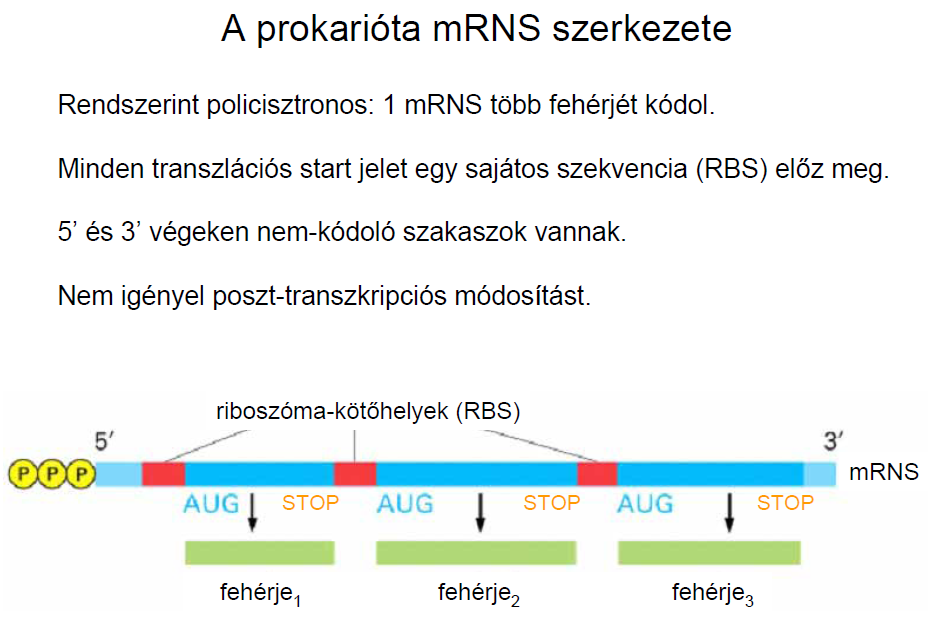 A prokarióta mRNS szerkezete
Rendszerint policisztronos: 1 mRNS több fehérjét kódol.
Minden transzlációs start jelet egy sajátos szekvencia (RBS) előz meg.
5’ és 3’ végeken nem-kódoló szakaszok vannak.
Nem igényel poszt-transzkripciós módosítást.
riboszóma-kötőhelyek (RBS)
5′ 3′
P P P mRNS
AUG STOP AUG STOP AUG STOP
fehérje1 fehérje2 fehérje3